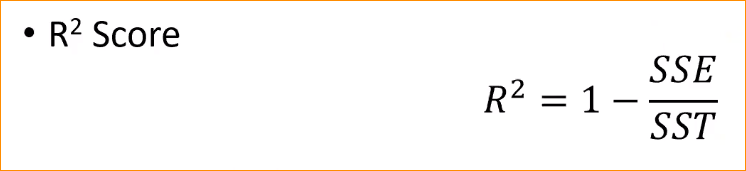 • R² Score
R² = 1 − SSE/SST